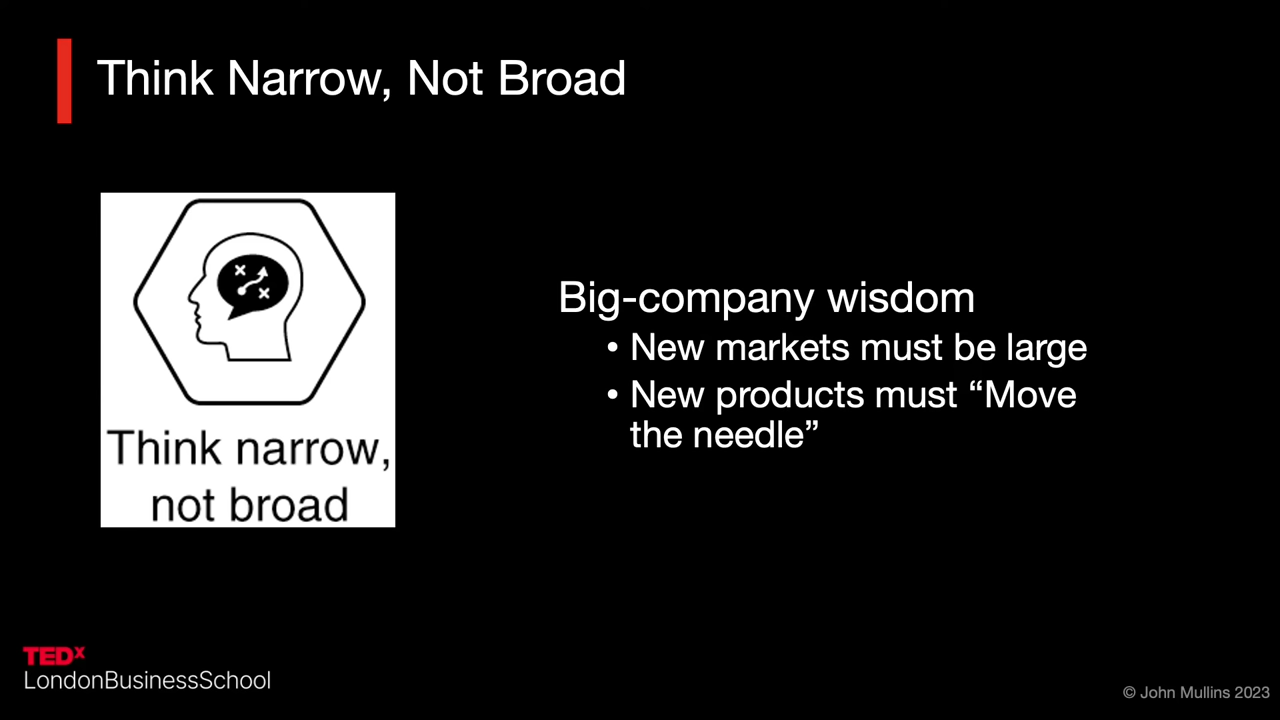 Think Narrow, Not Broad
Think narrow,
not broad
Big-company wisdom
• New markets must be large
• New products must “Move
the needle”
TEDx
LondonBusinessSchool
© John Mullins 2023